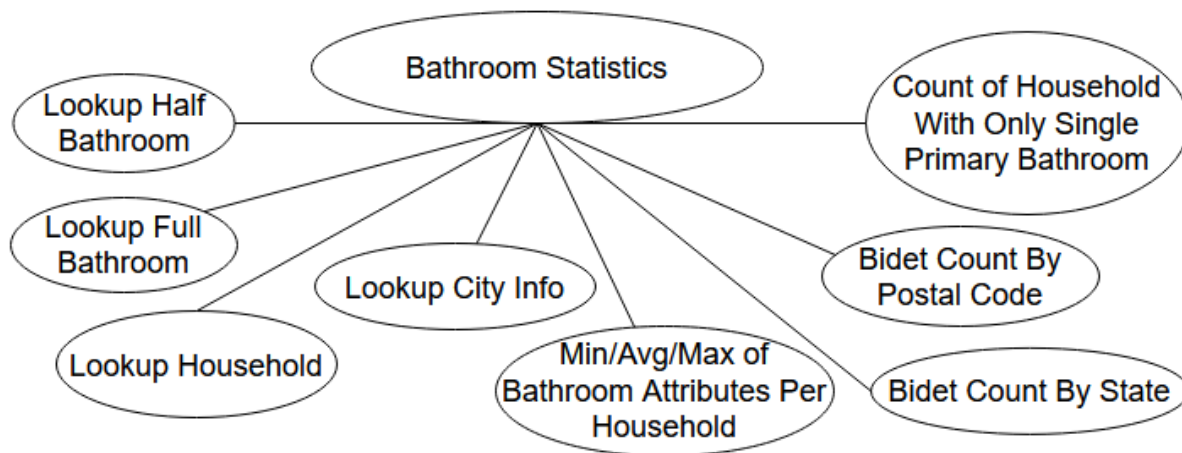 Bathroom Statistics
Lookup Half
Bathroom
Count of Household
With Only Single
Primary Bathroom
Lookup Full
Bathroom
Lookup City Info
Bidet Count By
Postal Code
Lookup Household
Min/Avg/Max of
Bathroom Attributes Per
Household
Bidet Count By State